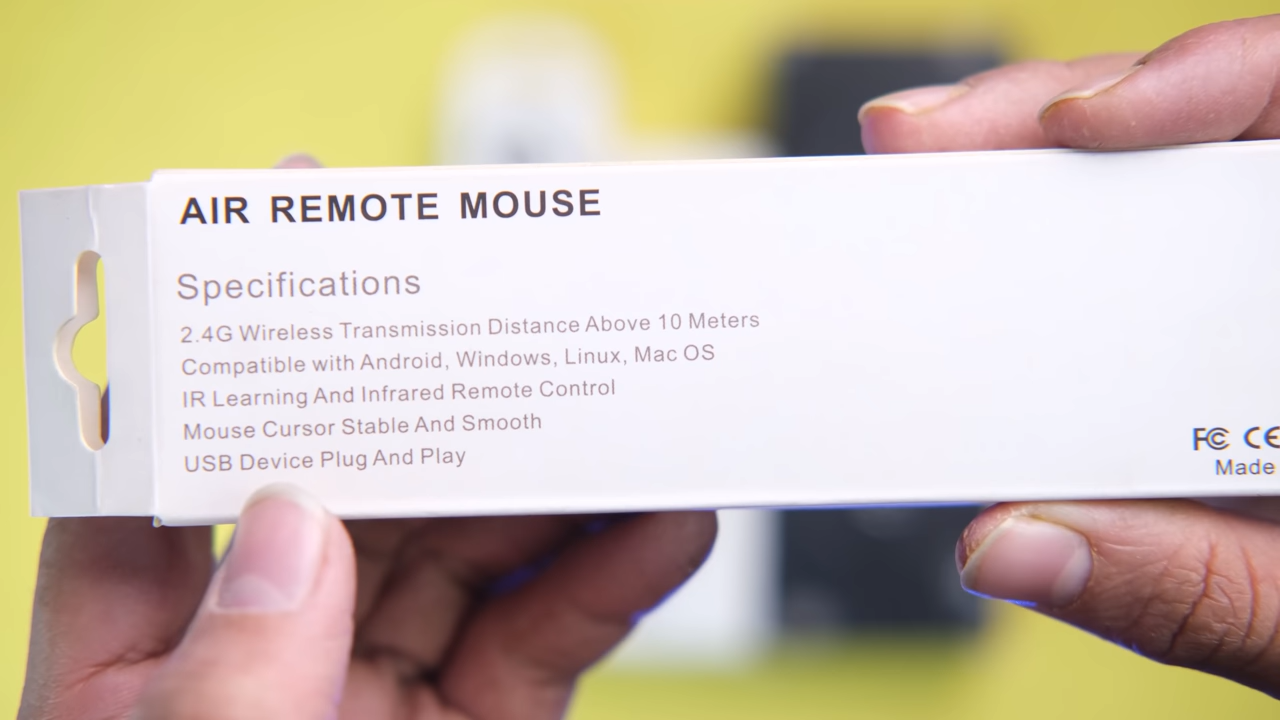 AIR REMOTE MOUSE
Specifications
2.4G Wireless Transmission Distance Above 10 Meters
Compatible with Android, Windows, Linux, Mac OS
IR Learning And Infrared Remote Control
Mouse Cursor Stable And Smooth
USB Device Plug And Play
FC CE
Made